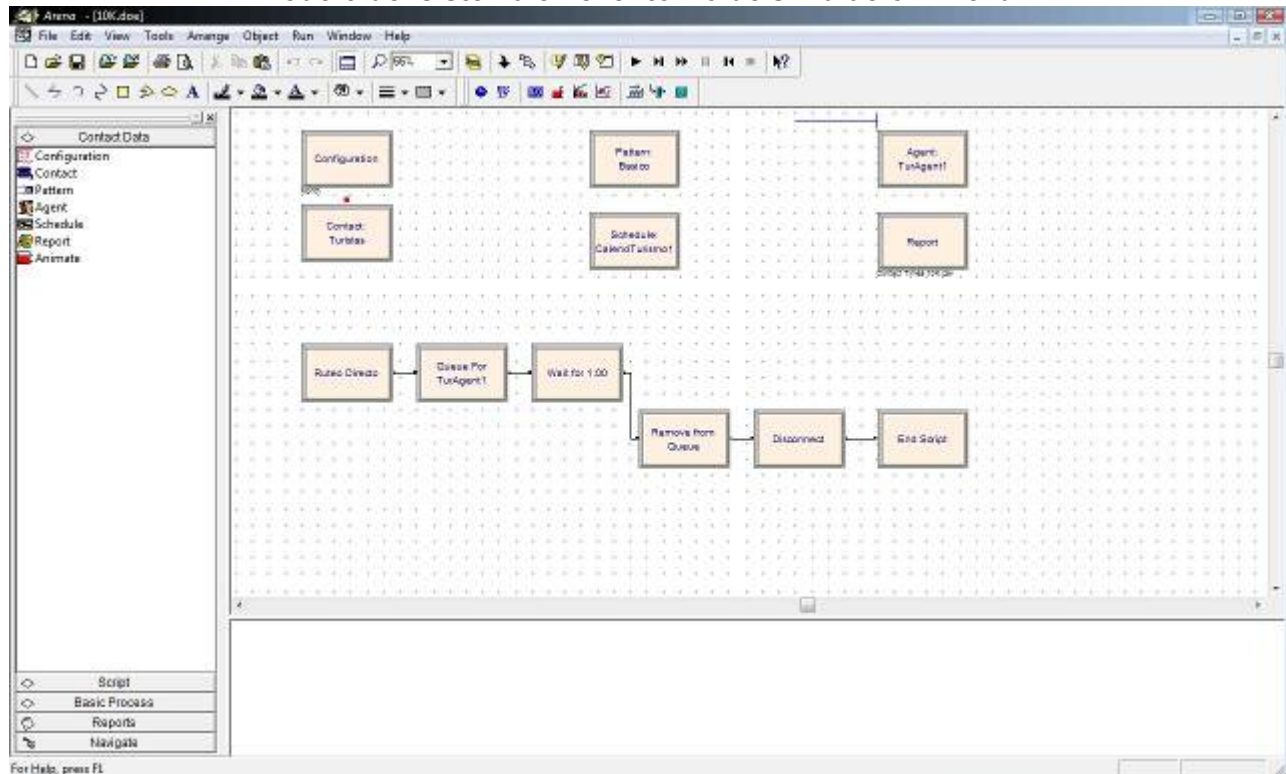 Arena - [10K.doe]
File Edit View Tools Arrange Object Run Window Help
66%
Contact Data
Configuration
Contact
Pattern
Agent
Schedule
Report
Animate
Script
Basic Process
Reports
Navigate
Configuration
Pattern:
Basico
Agent:
TurAgent1
Contact:
Turistas
Schedule:
CalendTurismo1
Report
Ruteo Directo
Queue For
TurAgent1
Wait for 1.00
Remove from
Queue
Disconnect
End Script
For Help, press F1